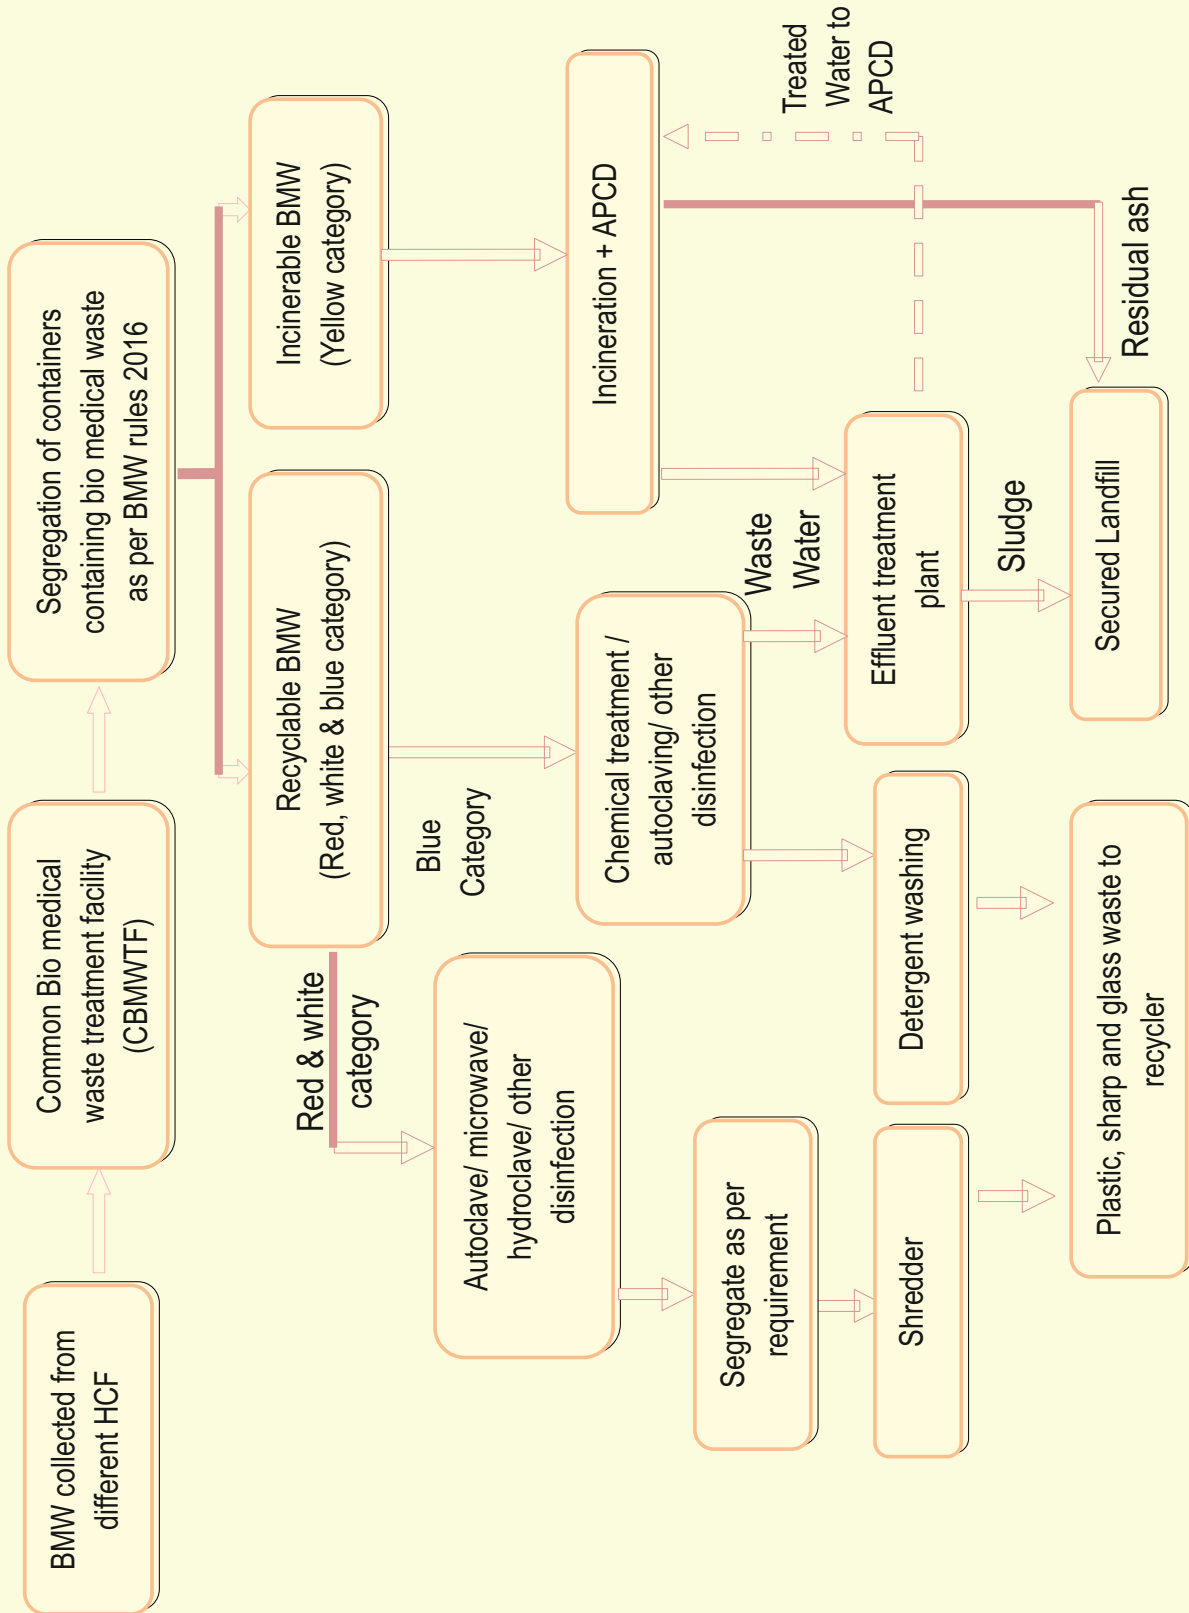 BMW collected from
different HCF
Common Bio medical
waste treatment facility
(CBMWTF)
Segregation of containers
containing bio medical waste
as per BMW rules 2016
Recyclable BMW
(Red, white & blue category)
Incinerable BMW
(Yellow category)
Red & white
category
Blue
Category
Autoclave/ microwave/
hydroclave/ other
disinfection
Chemical treatment /
autoclaving/ other
disinfection
Incineration + APCD
Segregate as per
requirement
Waste
Water
Treated
Water to
APCD
Shredder
Detergent washing
Effluent treatment
plant
Sludge
Residual ash
Plastic, sharp and glass waste to
recycler
Secured Landfill